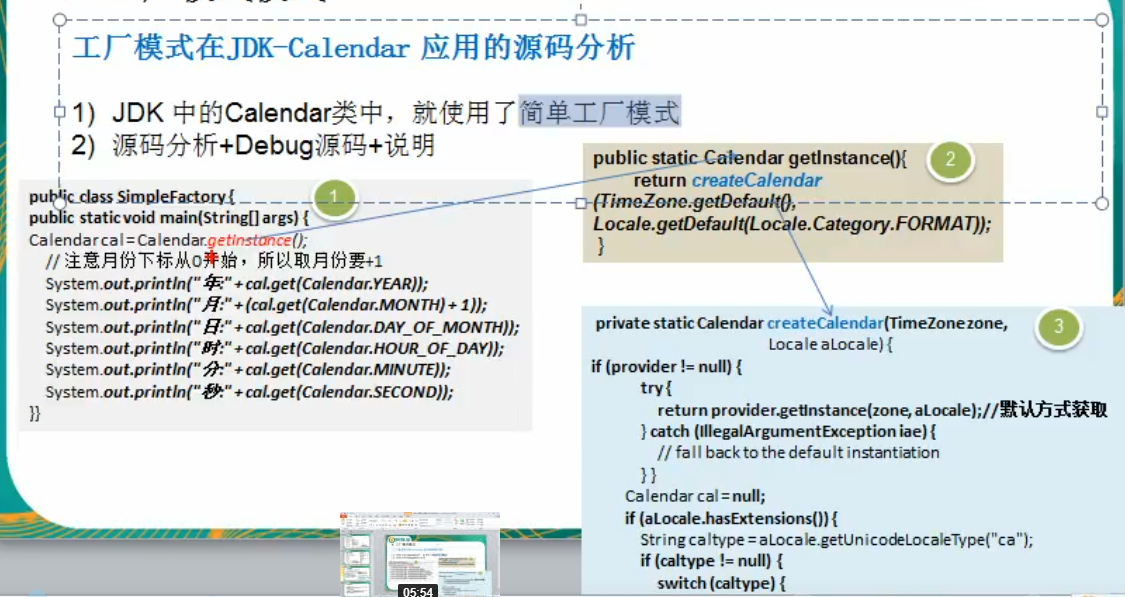 工厂模式在JDK-Calendar 应用的源码分析
1) JDK 中的Calendar类中，就使用了简单工厂模式
2) 源码分析+Debug源码+说明
1
public class SimpleFactory {
public static void main(String[] args) {
Calendar cal = Calendar.getInstance();
// 注意月份下标从0开始，所以取月份要+1
System.out.println("年:" + cal.get(Calendar.YEAR));
System.out.println("月:" + (cal.get(Calendar.MONTH) + 1));
System.out.println("日:" + cal.get(Calendar.DAY_OF_MONTH));
System.out.println("时:" + cal.get(Calendar.HOUR_OF_DAY));
System.out.println("分:" + cal.get(Calendar.MINUTE));
System.out.println("秒:" + cal.get(Calendar.SECOND));
}}
2
public static Calendar getInstance(){
return createCalendar
(TimeZone.getDefault(),
Locale.getDefault(Locale.Category.FORMAT));
}
3
private static Calendar createCalendar(TimeZone zone,
Locale aLocale) {
if (provider != null) {
try {
return provider.getInstance(zone, aLocale);//默认方式获取
} catch (IllegalArgumentException iae) {
// fall back to the default instantiation
} }
Calendar cal = null;
if (aLocale.hasExtensions()) {
String caltype = aLocale.getUnicodeLocaleType("ca");
if (caltype != null) {
switch (caltype) {
05:54